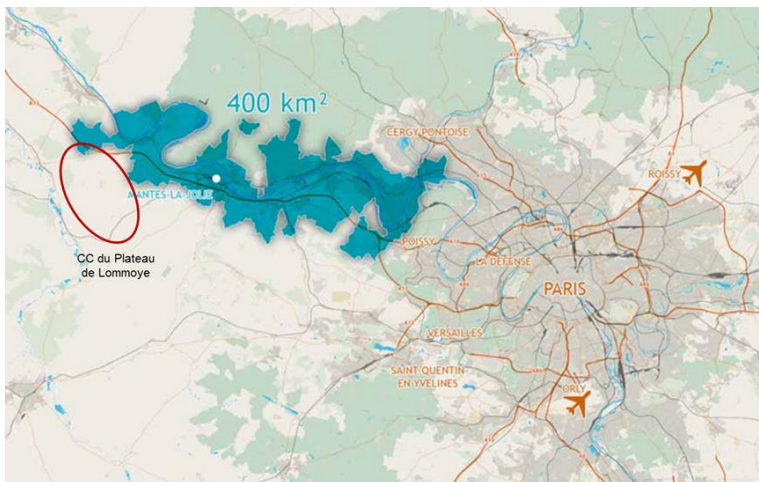 400 km²
CERGY-PONTOISE
ROISSY
MANTES-LA-JOLIE
POISSY
CC du Plateau
de Lommoye
LA DÉFENSE
PARIS
VERSAILLES
SAINT-QUENTIN
EN YVELINES
ORLY